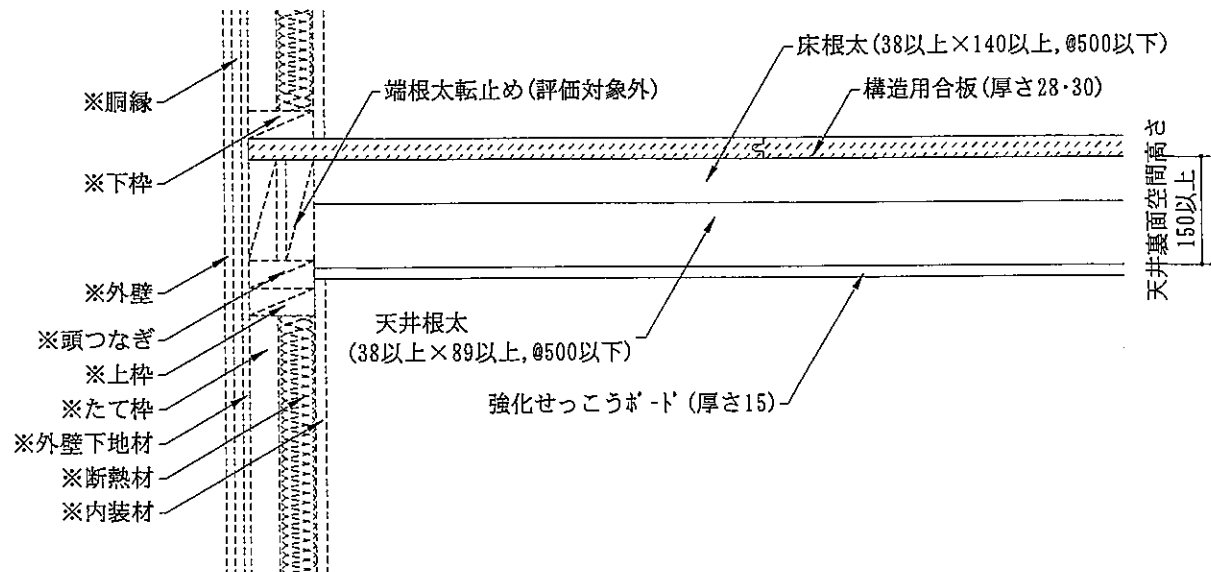 床根太(38以上×140以上,@500以下)
端根太転止め(評価対象外)
構造用合板(厚さ28・30)
※胴縁
※下枠
天井裏面空間高さ
150以上
※外壁
※頭つなぎ
※上枠
※たて枠
※外壁下地材
※断熱材
※内装材
天井根太
(38以上×89以上,@500以下)
強化せっこうボード(厚さ15)